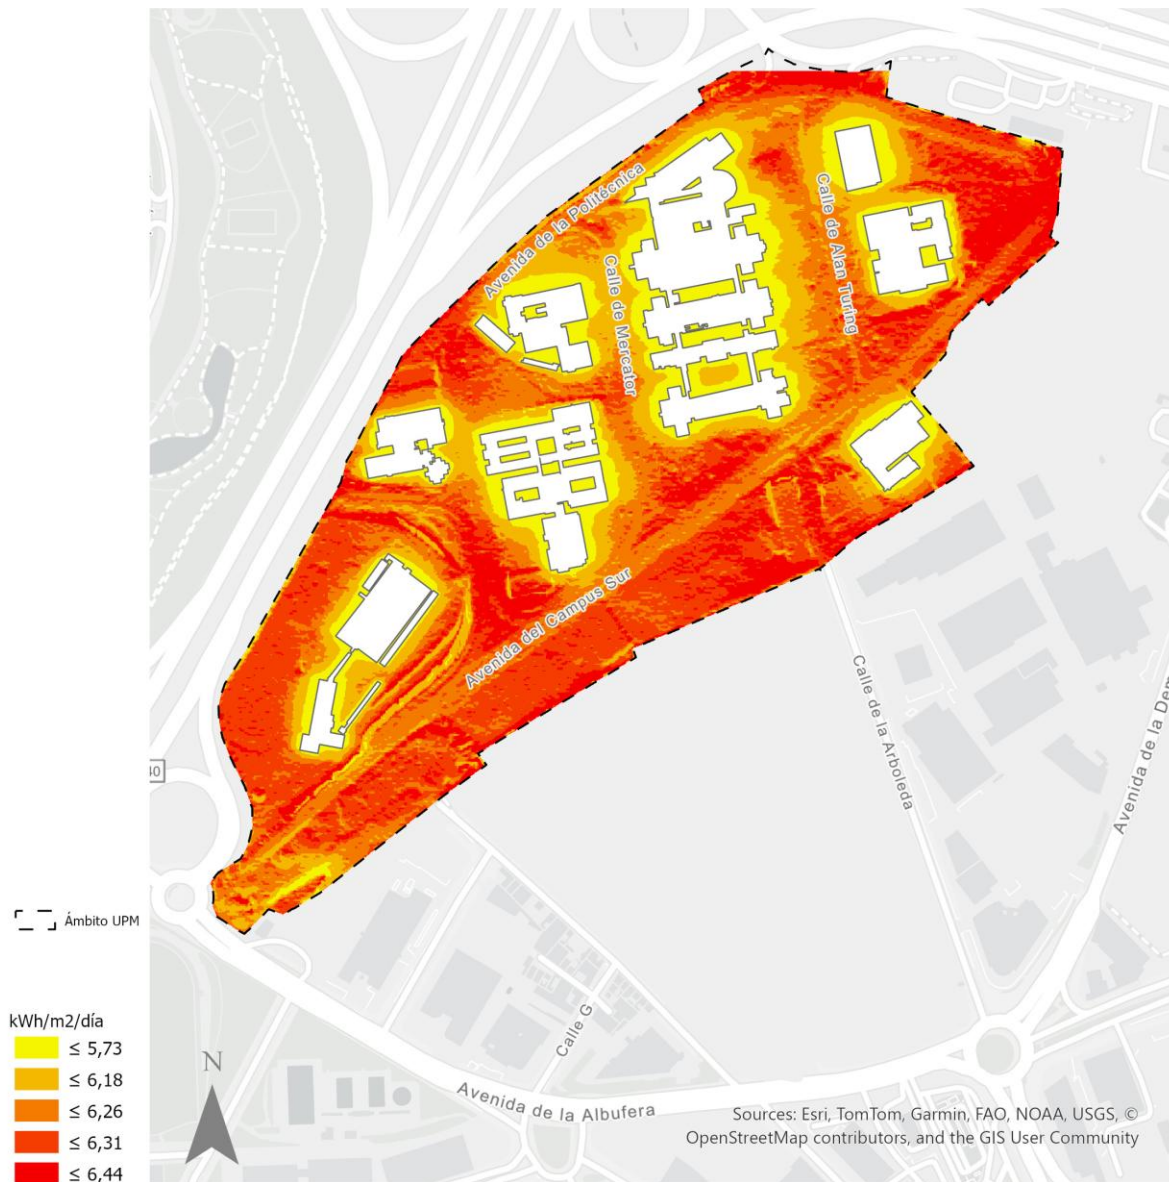 Avenida de la Politécnica
Calle de Alan Turing
Calle de Mercator
Avenida del Campus Sur
Calle de la Arboleda
Avenida de la Dem
40
Ámbito UPM
kWh/m2/día
≤ 5,73
≤ 6,18
≤ 6,26
≤ 6,31
≤ 6,44
N
Calle G
Avenida de la Albufera
Sources: Esri, TomTom, Garmin, FAO, NOAA, USGS, ©
OpenStreetMap contributors, and the GIS User Community